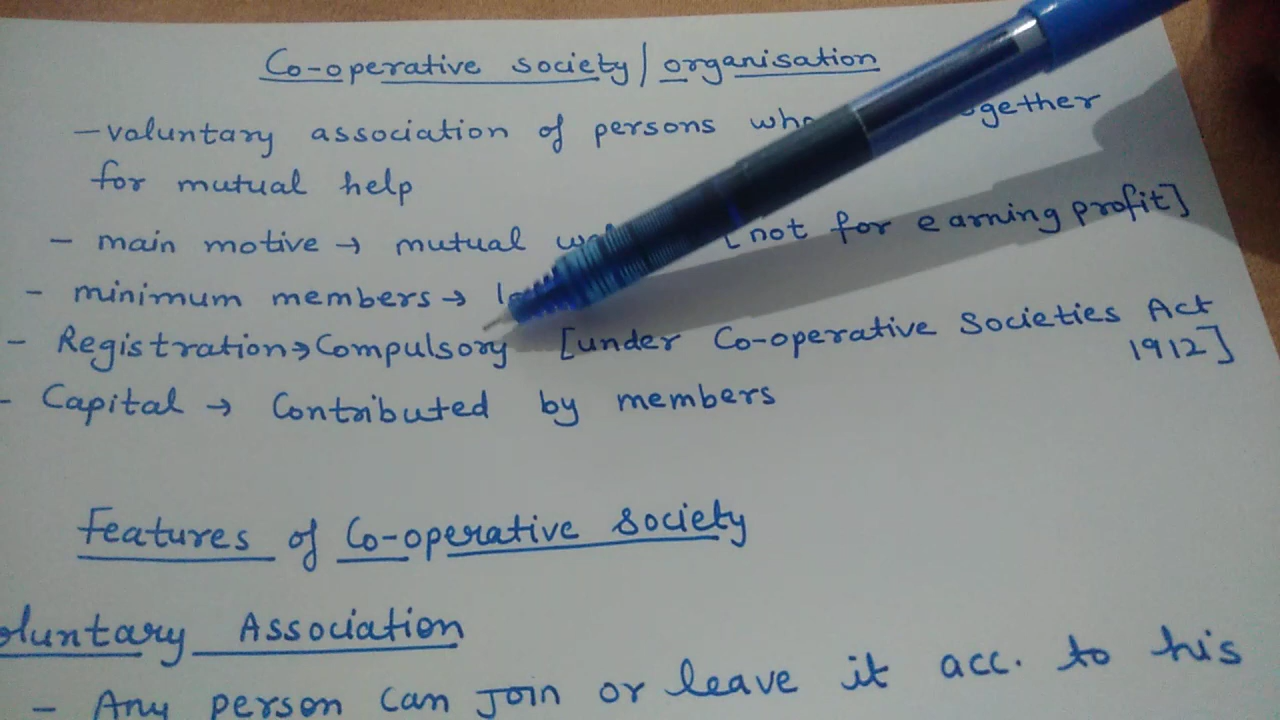 Co-operative society/organisation
- voluntary association of persons who together
for mutual help
- main motive → mutual [not for earning profit]
- minimum members →
- Registration → Compulsory [under Co-operative Societies Act
1912]
- Capital → Contributed by members
Features of Co-operative Society
oluntary Association
- Any person can join or leave it acc. to his